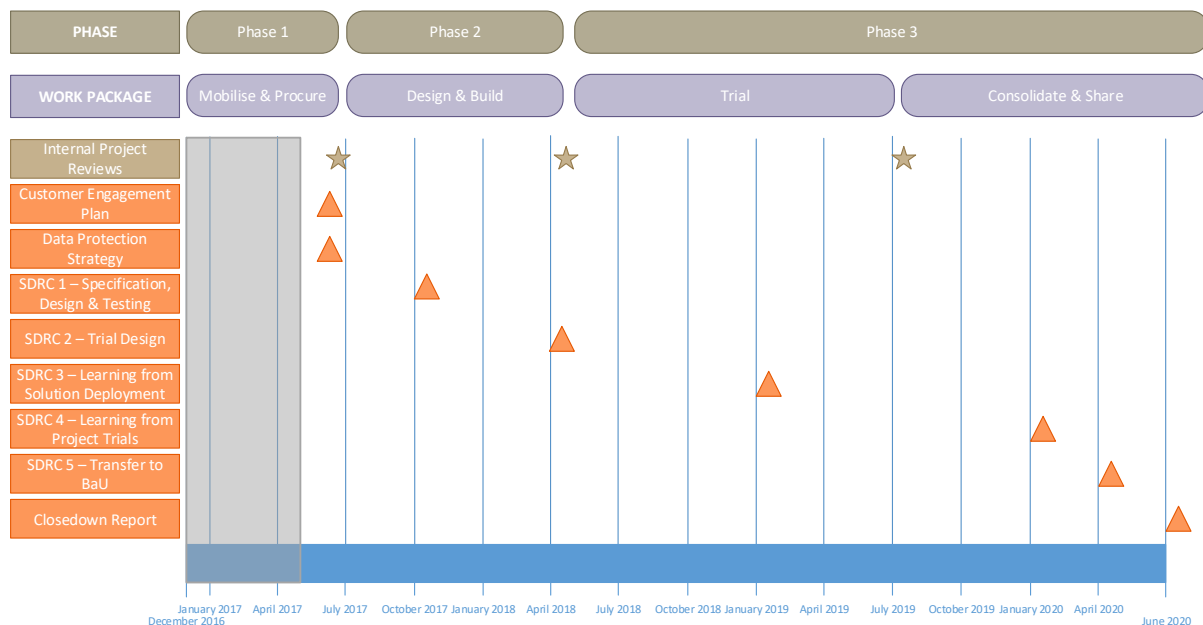 PHASE
Phase 1
Phase 2
Phase 3
WORK PACKAGE
Mobilise & Procure
Design & Build
Trial
Consolidate & Share
Internal Project
Reviews
Customer Engagement
Plan
Data Protection
Strategy
SDRC 1 – Specification,
Design & Testing
SDRC 2 – Trial Design
SDRC 3 – Learning from
Solution Deployment
SDRC 4 – Learning from
Project Trials
SDRC 5 – Transfer to
BaU
Closedown Report
January 2017
April 2017
July 2017
October 2017
January 2018
April 2018
July 2018
October 2018
January 2019
April 2019
July 2019
October 2019
January 2020
April 2020
December 2016
June 2020